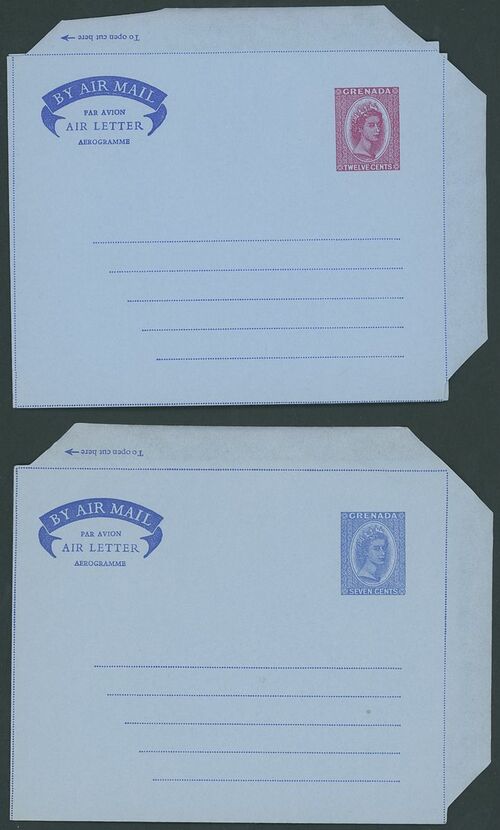 To open cut here
BY AIR MAIL
PAR AVION
AIR LETTER
AEROGRAMME
GRENADA
TWELVE CENTS
To open cut here
BY AIR MAIL
PAR AVION
AIR LETTER
AEROGRAMME
GRENADA
SEVEN CENTS